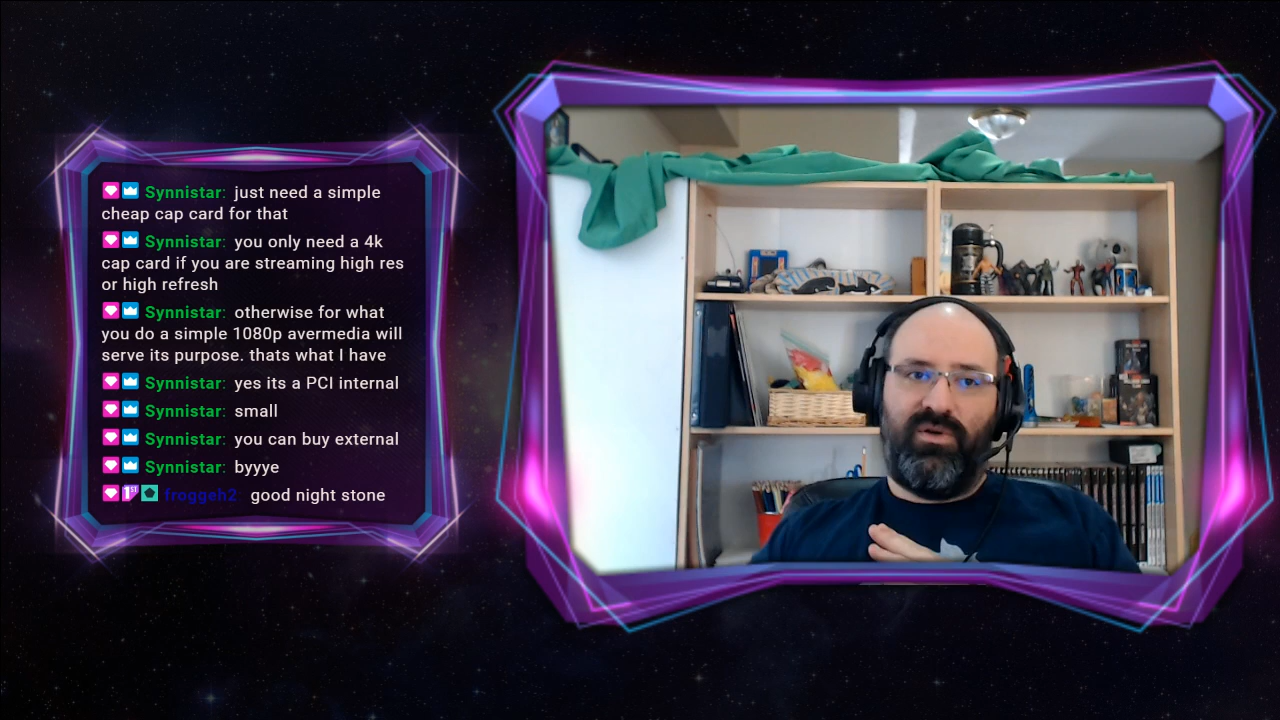 Synnistar: just need a simple
cheap cap card for that
Synnistar: you only need a 4k
cap card if you are streaming high res
or high refresh
Synnistar: otherwise for what
you do a simple 1080p avermedia will
serve its purpose. thats what I have
Synnistar: yes its a PCI internal
Synnistar: small
Synnistar: you can buy external
Synnistar: byyye
1ST froggeh2 good night stone